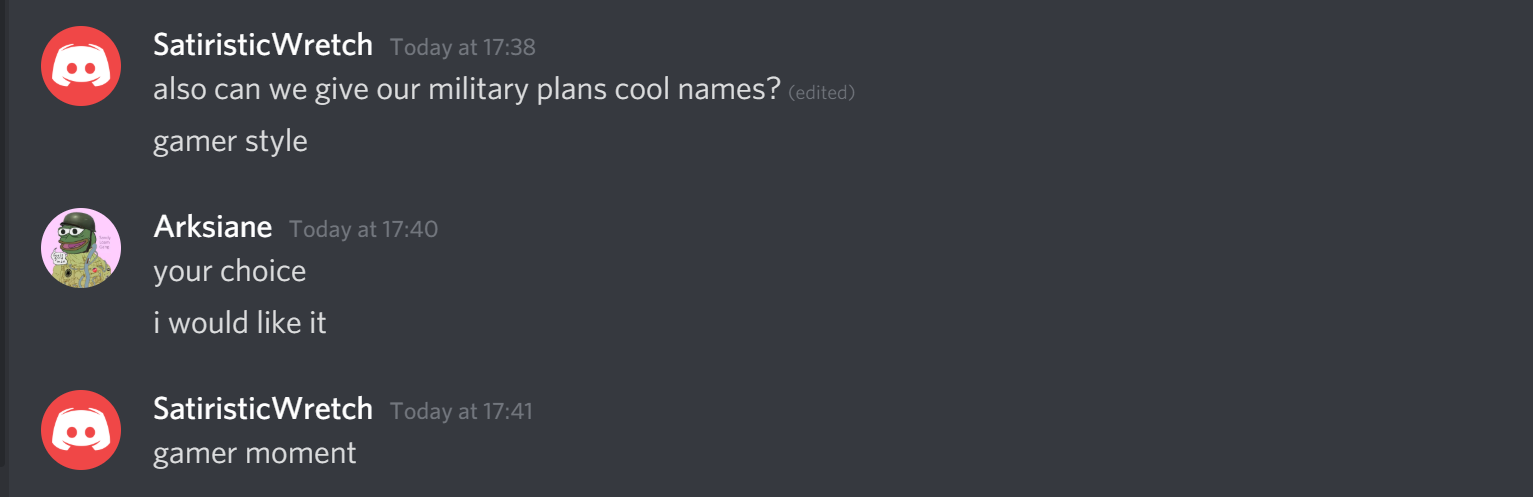 SatiristicWretch Today at 17:38
also can we give our military plans cool names? (edited)
gamer style
Arksiane Today at 17:40
your choice
i would like it
SatiristicWretch Today at 17:41
gamer moment